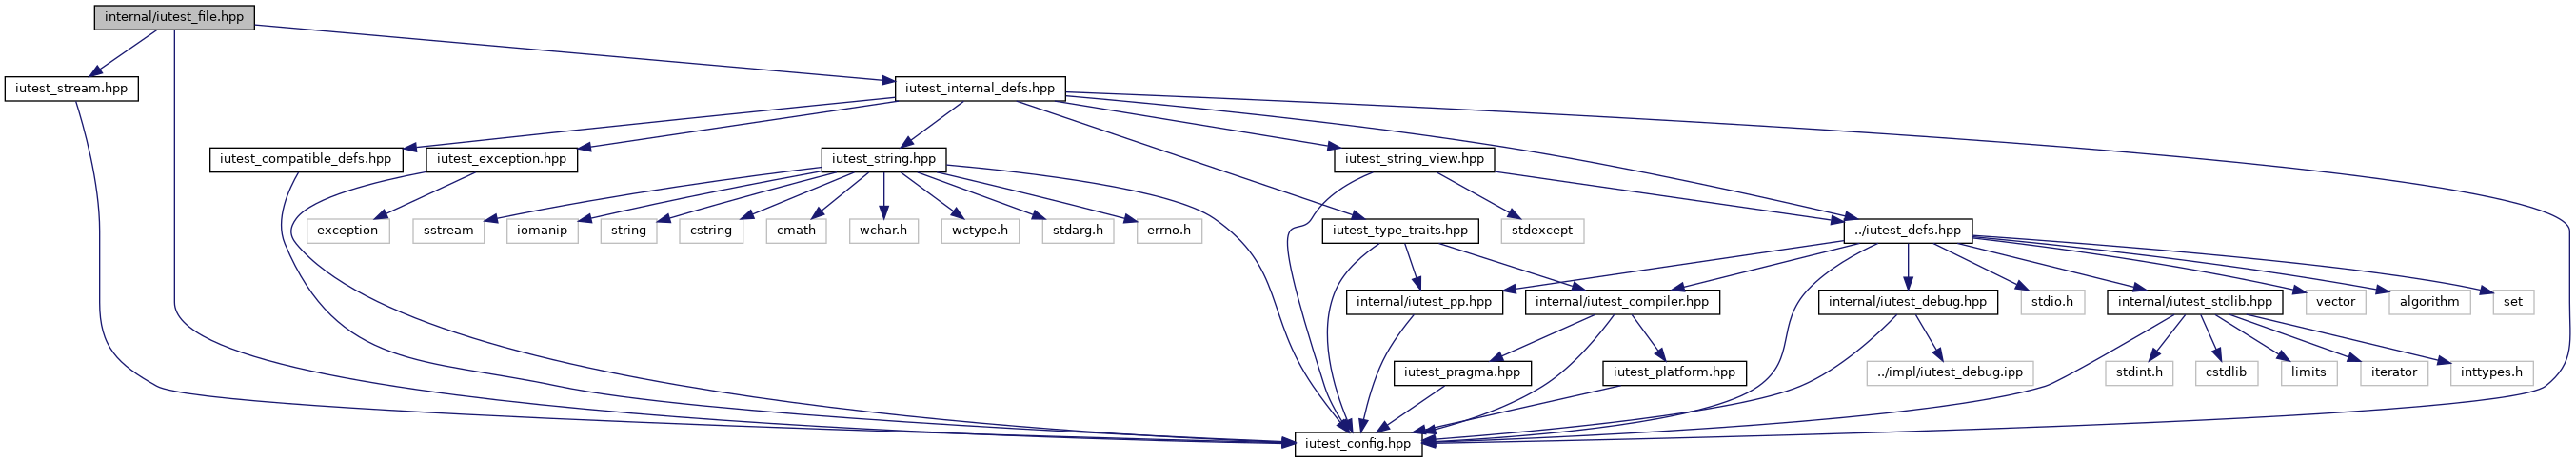 internal/iutest_file.hpp
iutest_stream.hpp
iutest_internal_defs.hpp
iutest_compatible_defs.hpp
iutest_exception.hpp
iutest_string.hpp
iutest_string_view.hpp
exception
sstream
iomanip
string
cstring
cmath
wchar.h
wctype.h
stdarg.h
errno.h
iutest_type_traits.hpp
stdexcept
../iutest_defs.hpp
internal/iutest_pp.hpp
internal/iutest_compiler.hpp
internal/iutest_debug.hpp
stdio.h
internal/iutest_stdlib.hpp
vector
algorithm
set
iutest_pragma.hpp
iutest_platform.hpp
../impl/iutest_debug.ipp
stdint.h
cstdlib
limits
iterator
inttypes.h
iutest_config.hpp